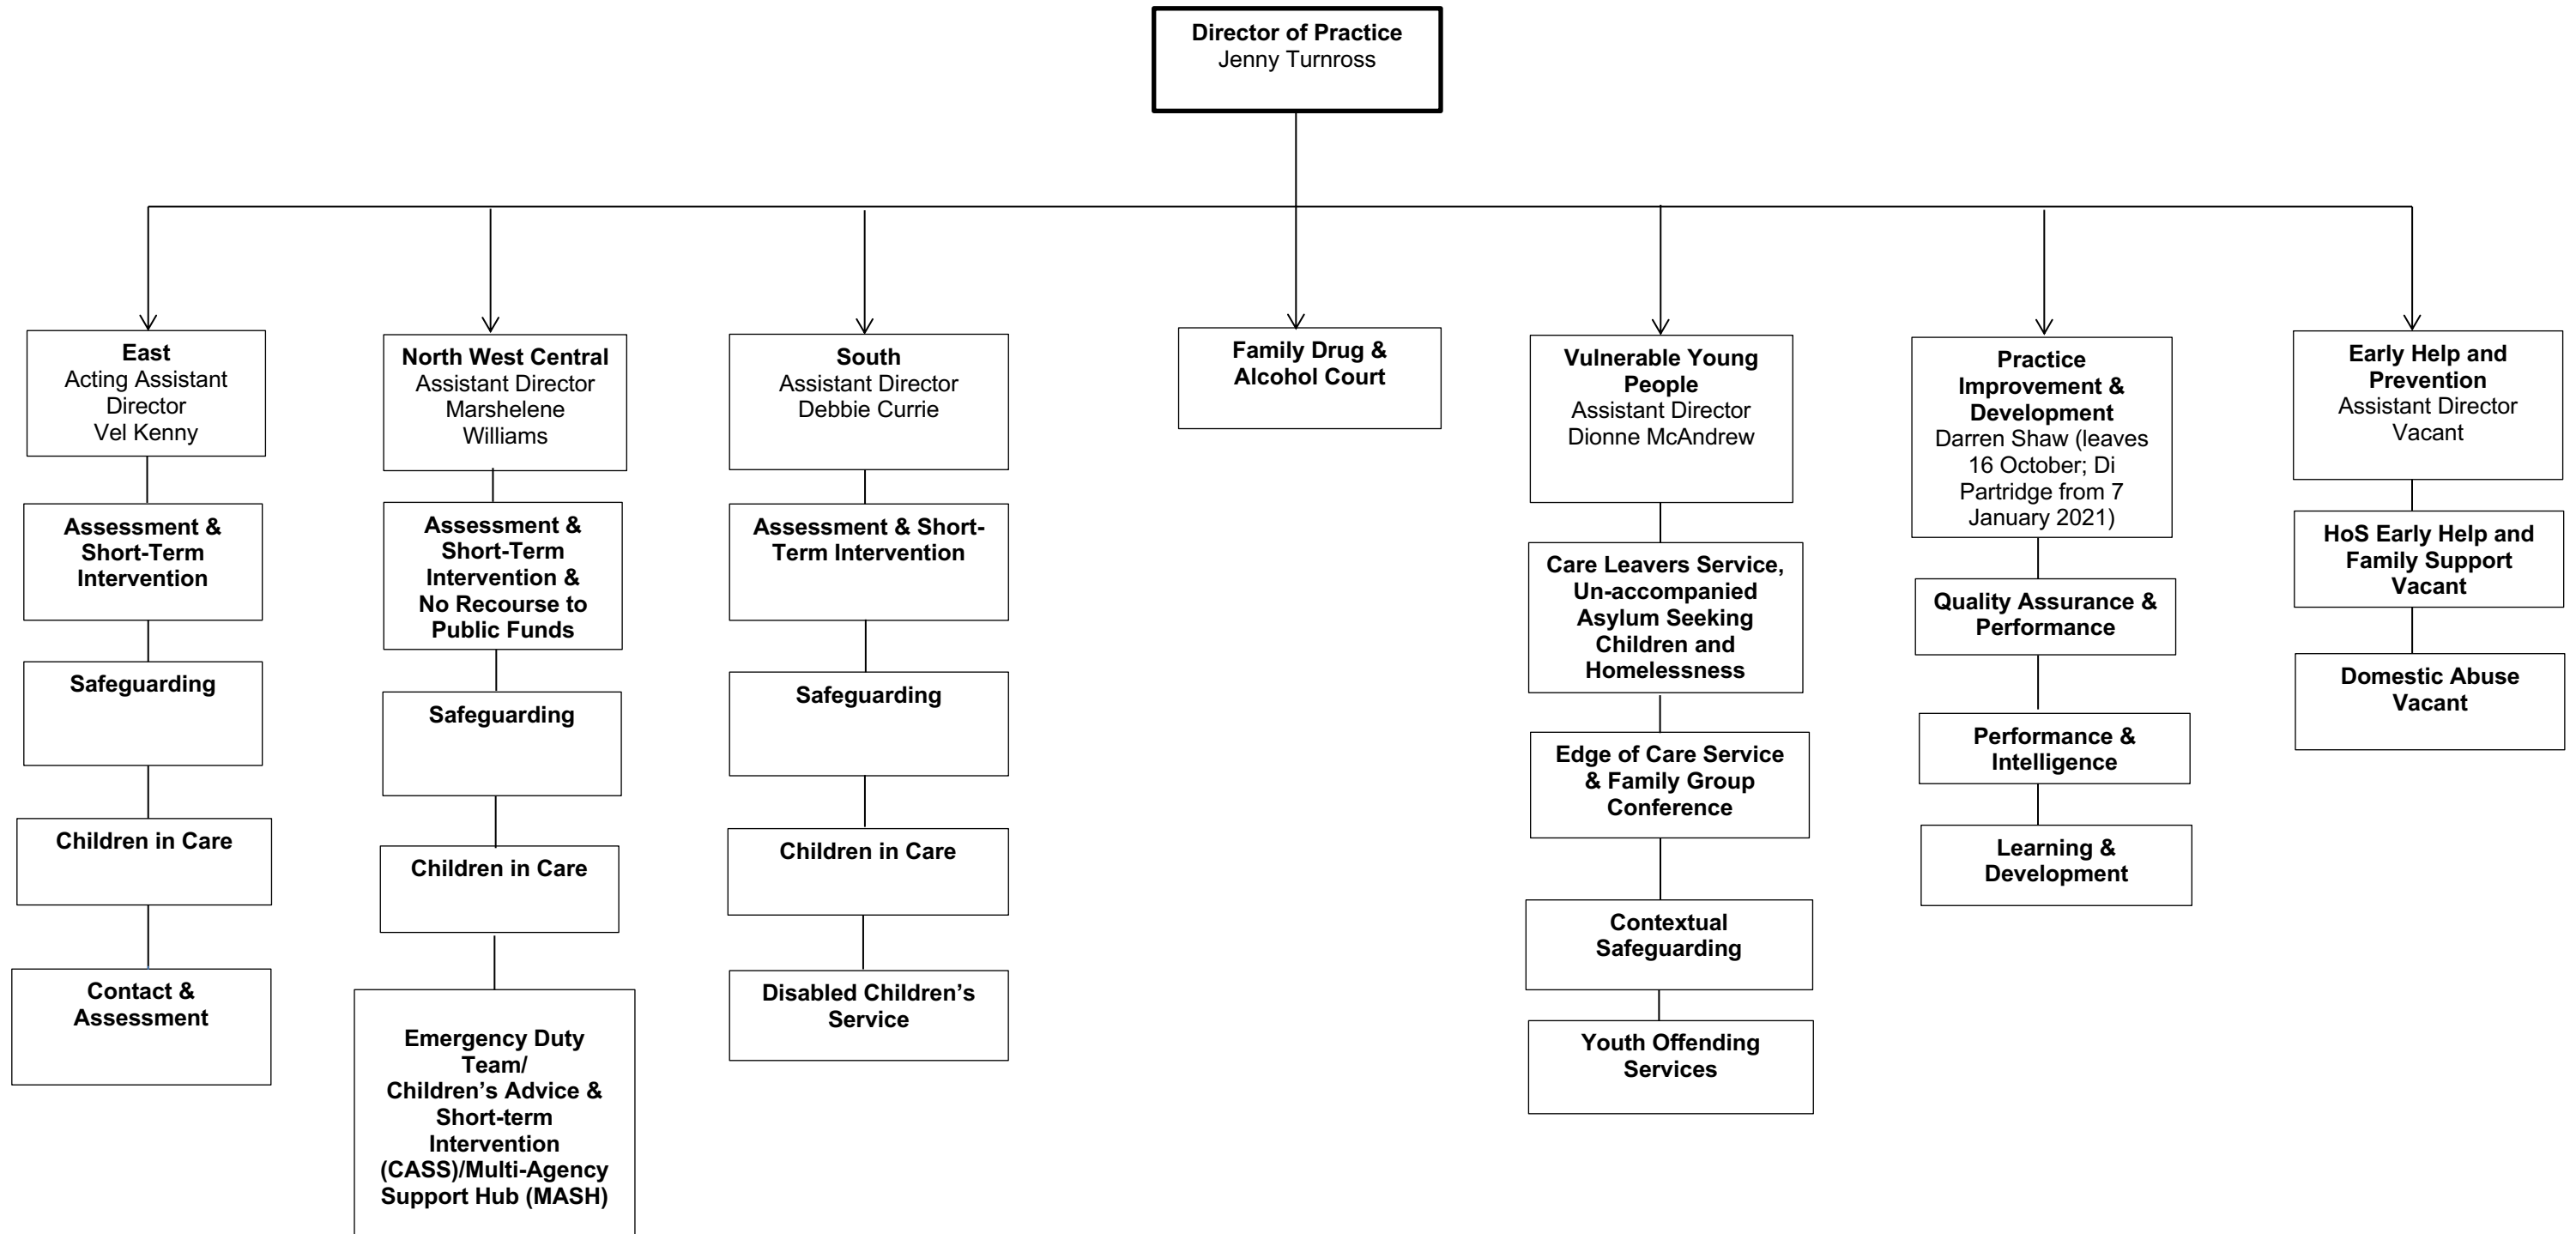 Director of Practice
Jenny Turnross
East
Acting Assistant
Director
Vel Kenny
Assessment &
Short-Term
Intervention
Safeguarding
Children in Care
Contact &
Assessment
North West Central
Assistant Director
Marshelene
Williams
Assessment &
Short-Term
Intervention &
No Recourse to
Public Funds
Safeguarding
Children in Care
Emergency Duty
Team/
Children’s Advice &
Short-term
Intervention
(CASS)/Multi-Agency
Support Hub (MASH)
South
Assistant Director
Debbie Currie
Assessment & Short-
Term Intervention
Safeguarding
Children in Care
Disabled Children’s
Service
Family Drug &
Alcohol Court
Vulnerable Young
People
Assistant Director
Dionne McAndrew
Care Leavers Service,
Un-accompanied
Asylum Seeking
Children and
Homelessness
Edge of Care Service
& Family Group
Conference
Contextual
Safeguarding
Youth Offending
Services
Practice
Improvement &
Development
Darren Shaw (leaves
16 October; Di
Partridge from 7
January 2021)
Quality Assurance &
Performance
Performance &
Intelligence
Learning &
Development
Early Help and
Prevention
Assistant Director
Vacant
HoS Early Help and
Family Support
Vacant
Domestic Abuse
Vacant